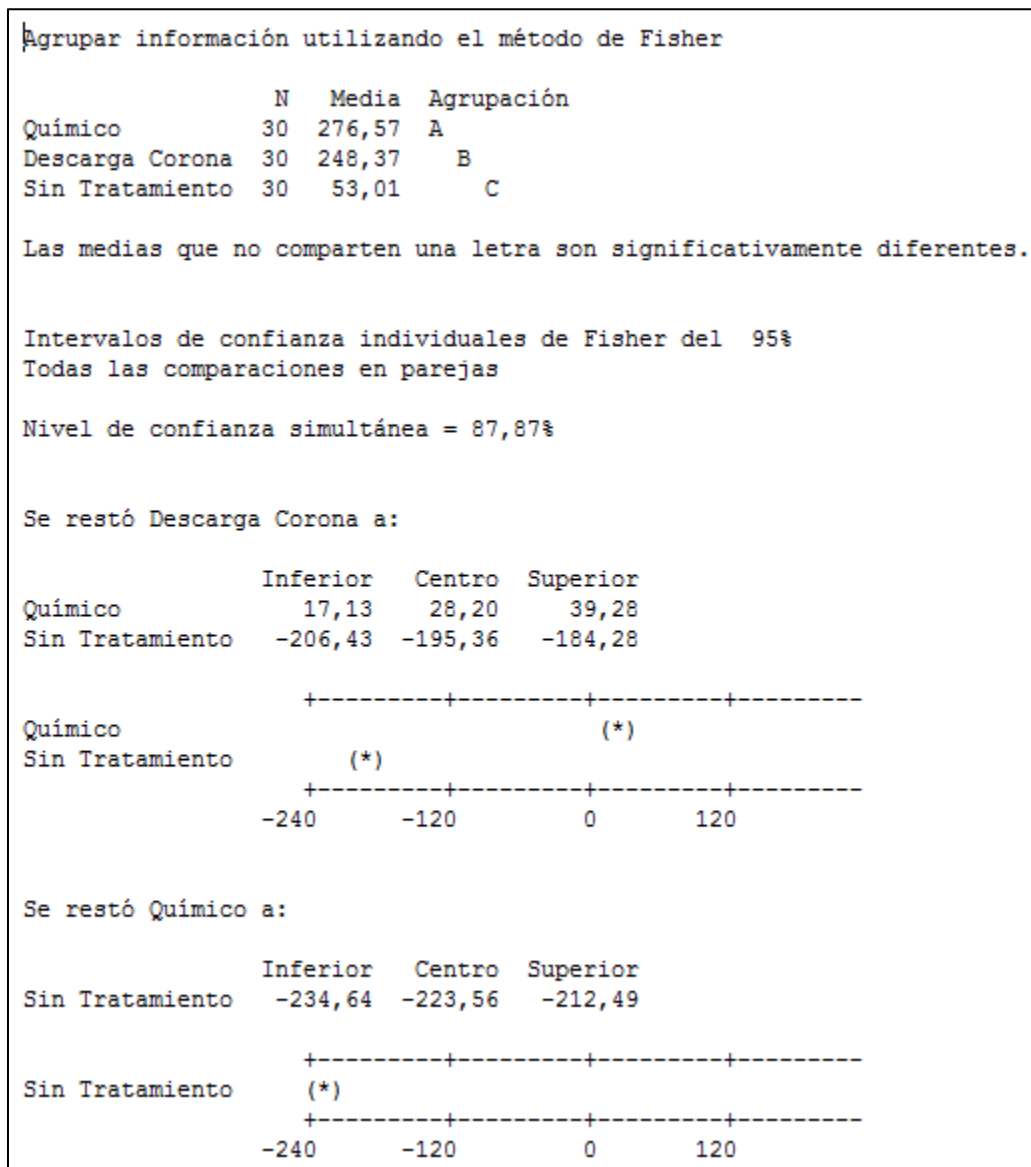 Agrupar información utilizando el método de Fisher
N Media Agrupación
Químico 30 276,57 A
Descarga Corona 30 248,37 B
Sin Tratamiento 30 53,01 C
Las medias que no comparten una letra son significativamente diferentes.
Intervalos de confianza individuales de Fisher del 95%
Todas las comparaciones en parejas
Nivel de confianza simultánea = 87,87%
Se restó Descarga Corona a:
Inferior Centro Superior
Químico 17,13 28,20 39,28
Sin Tratamiento -206,43 -195,36 -184,28
+---------+---------+---------+---------
Químico (*)
Sin Tratamiento (*)
+---------+---------+---------+---------
-240 -120 0 120
Se restó Químico a:
Inferior Centro Superior
Sin Tratamiento -234,64 -223,56 -212,49
+---------+---------+---------+---------
Sin Tratamiento (*)
+---------+---------+---------+---------
-240 -120 0 120